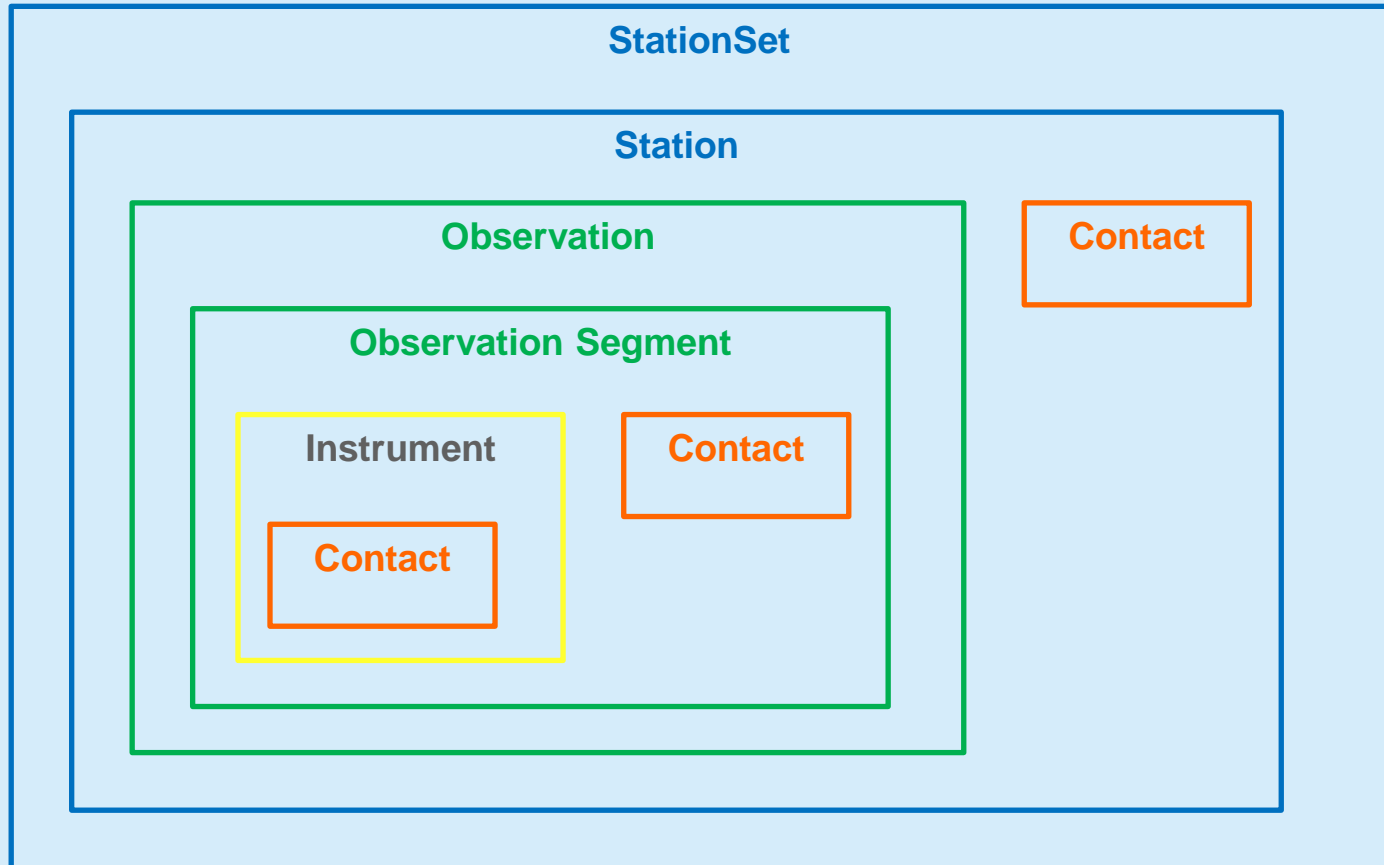 StationSet
Station
Observation
Contact
Observation Segment
Instrument
Contact
Contact